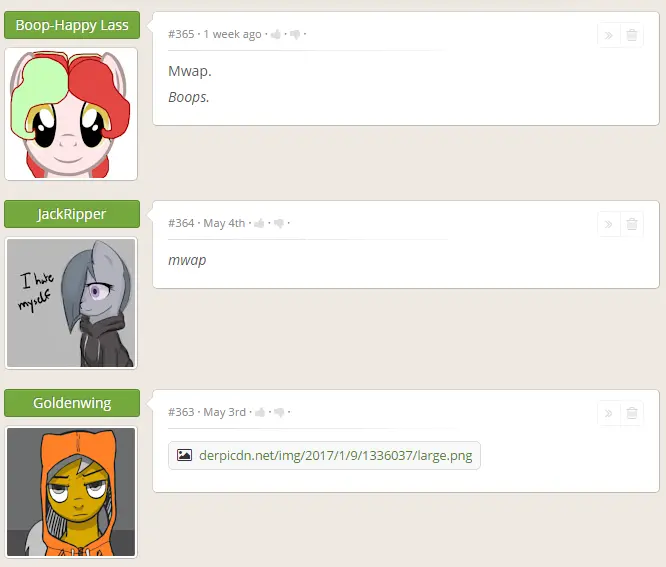 Boop-Happy Lass
#365 · 1 week ago · ·
Mwap.
Boops.
JackRipper
I hate
myself
#364 · May 4th · ·
mwap
Goldenwing
#363 · May 3rd · ·
derpicdn.net/img/2017/1/9/1336037/large.png